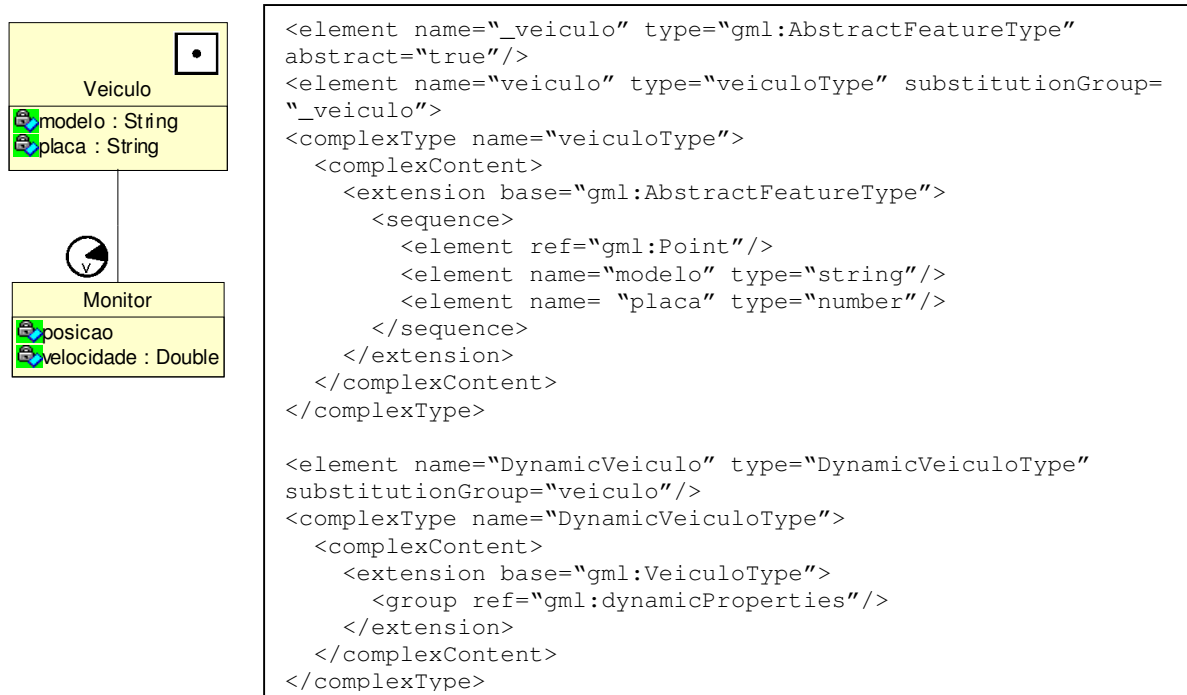 Veiculo
modelo : String
placa : String
V
Monitor
posicao
velocidade : Double
<element name=“_veiculo” type=“gml:AbstractFeatureType”
abstract=“true”/>
<element name=“veiculo” type=“veiculoType” substitutionGroup=
“_veiculo”>
<complexType name=“veiculoType”>
<complexContent>
<extension base=“gml:AbstractFeatureType”>
<sequence>
<element ref=“gml:Point”/>
<element name=“modelo” type=“string”/>
<element name= “placa” type=“number”/>
</sequence>
</extension>
</complexContent>
</complexType>
<element name=“DynamicVeiculo” type=“DynamicVeiculoType”
substitutionGroup=“veiculo”/>
<complexType name=“DynamicVeiculoType”>
<complexContent>
<extension base=“gml:VeiculoType”>
<group ref=“gml:dynamicProperties”/>
</extension>
</complexContent>
</complexType>